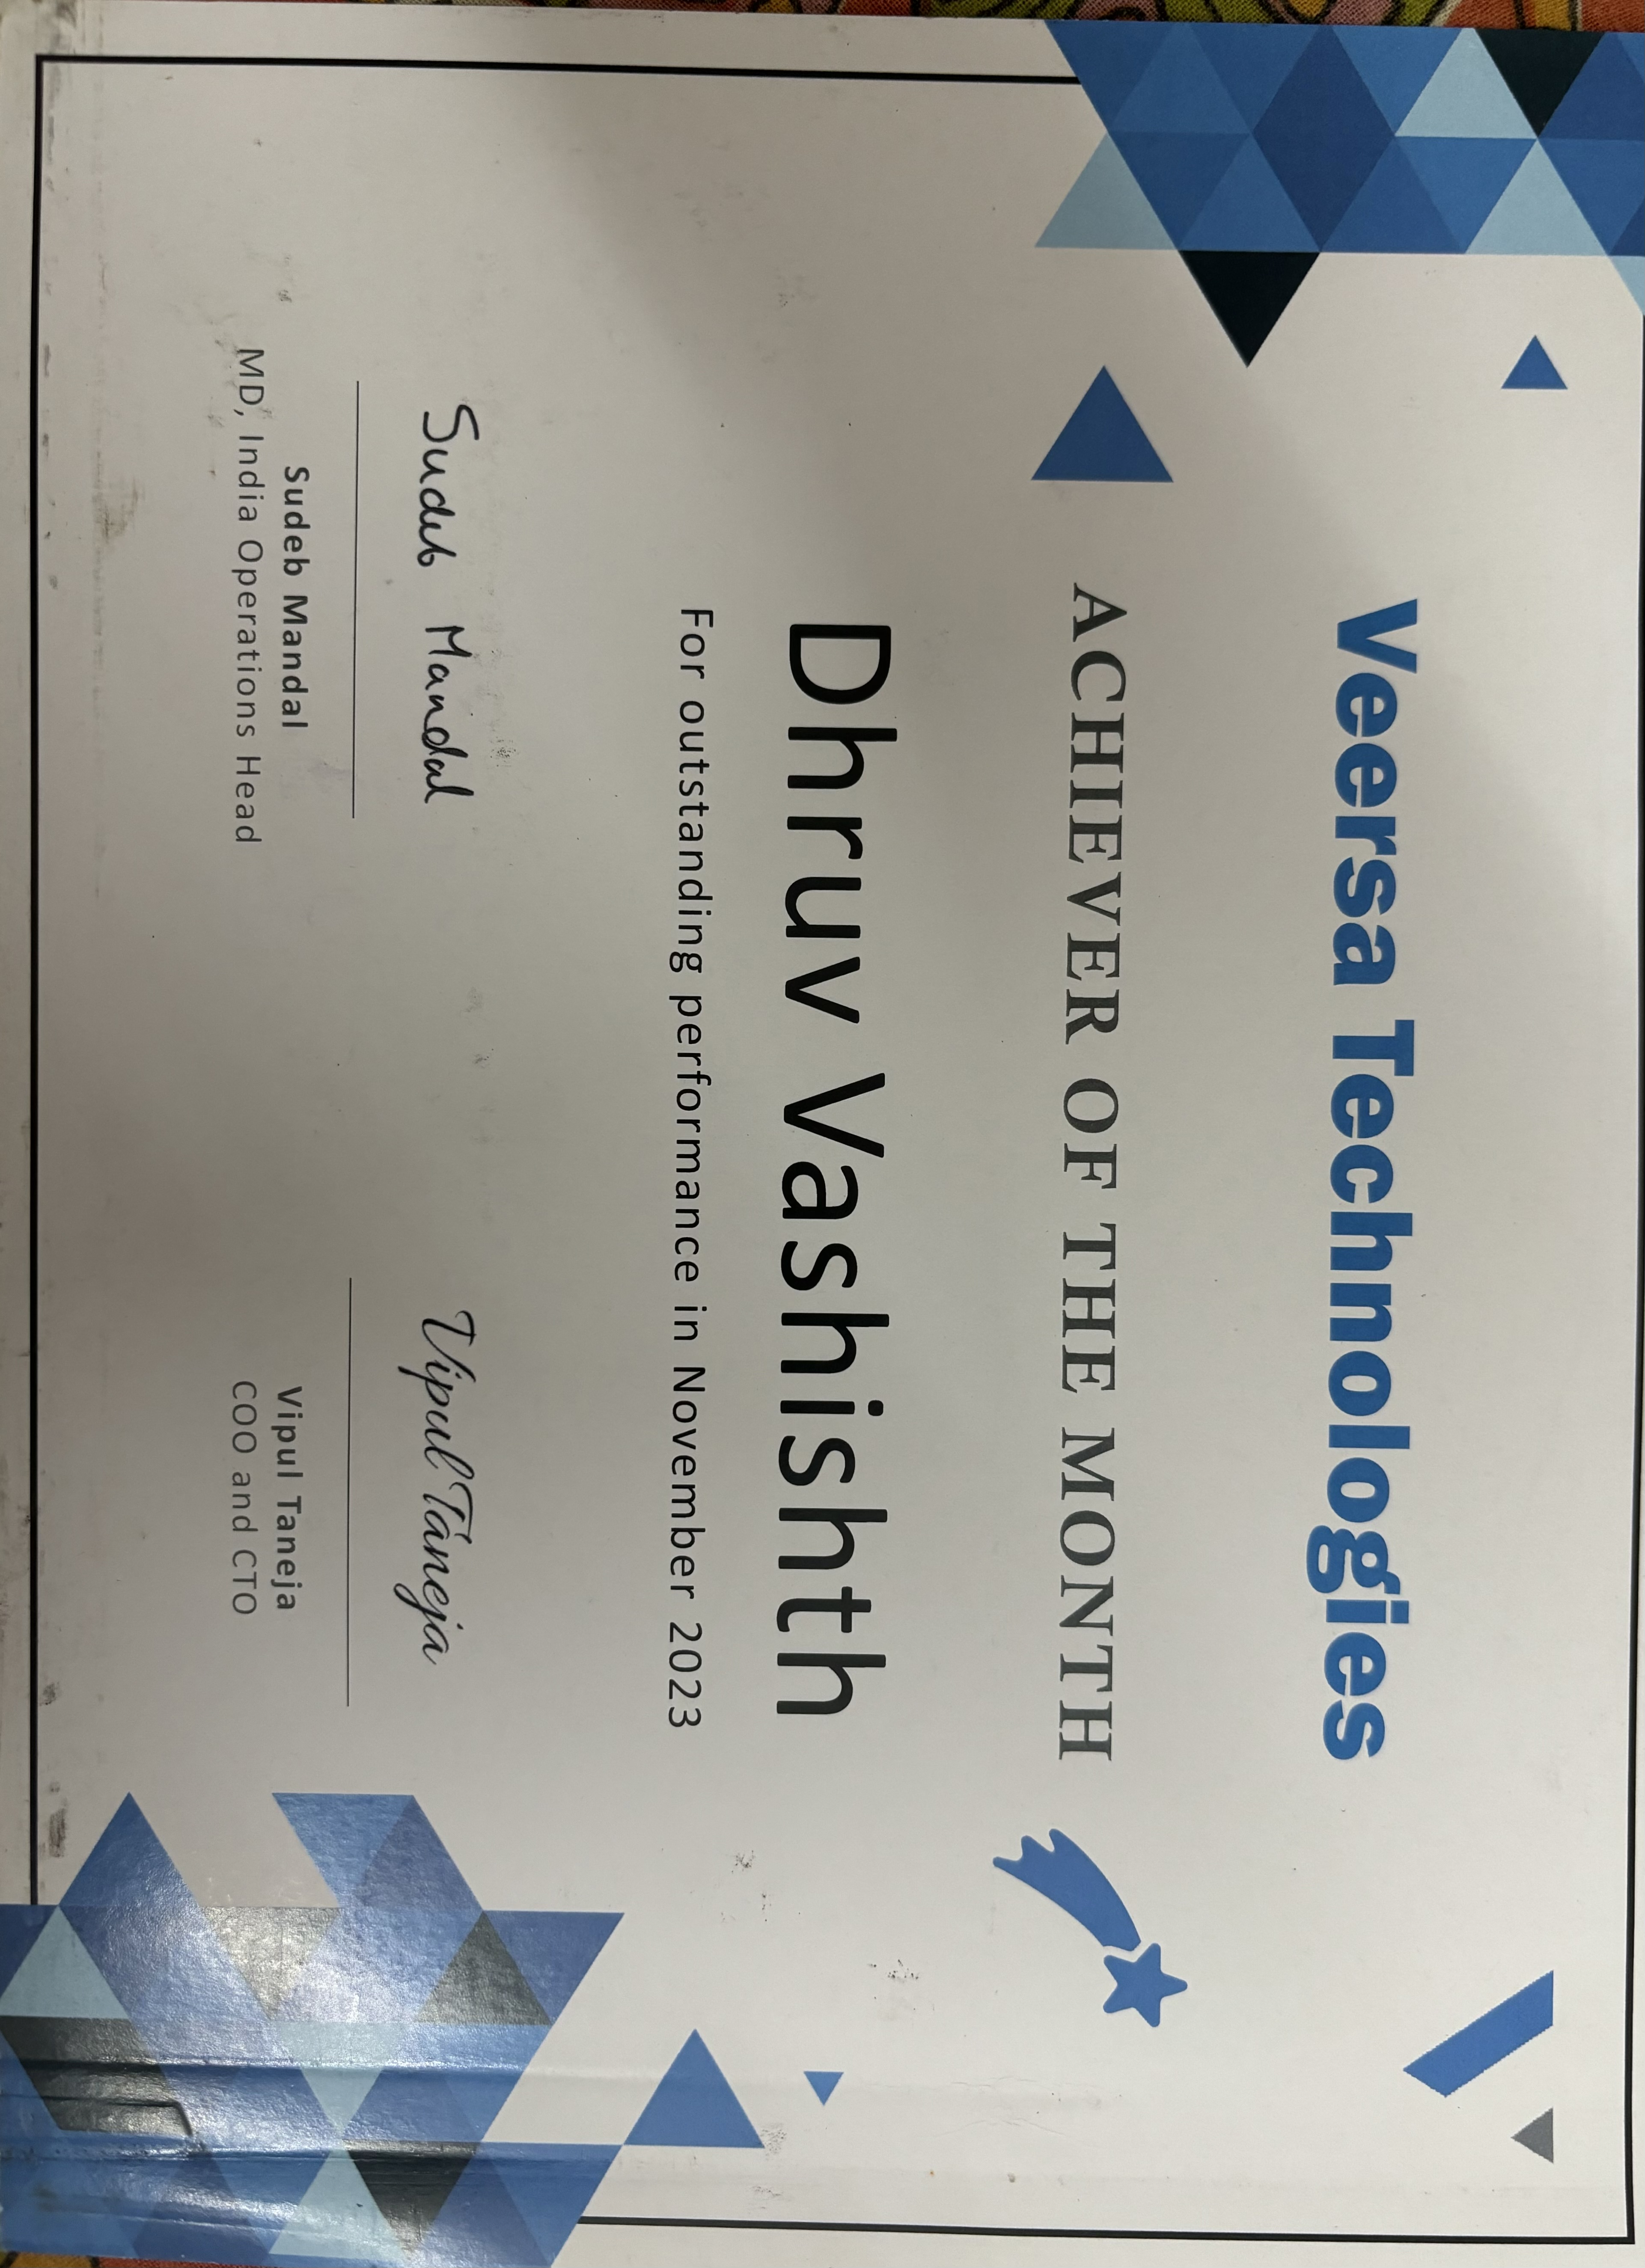 Veersa Technologies
ACHIEVER OF THE MONTH
Dhruv Vashishth
For outstanding performance in November 2023
Sudeb Mandal
Vipul Taneja
Sudeb Mandal
MD, India Operations Head
Vipul Taneja
COO and CTO